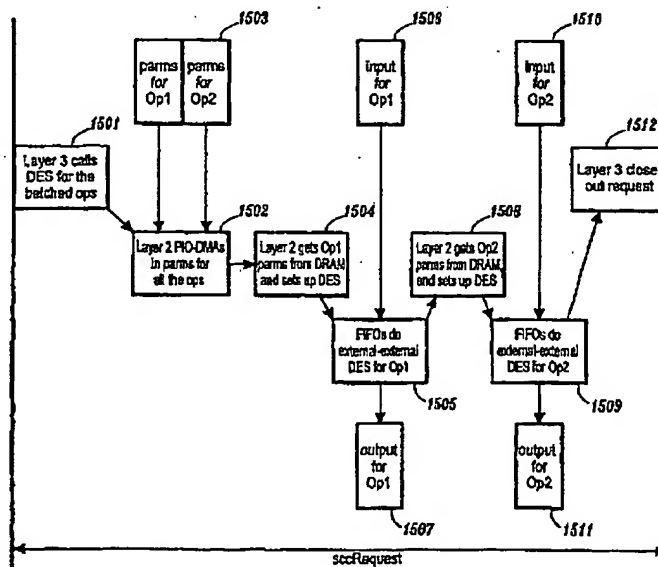 1503
parms
for
Op1
parms
for
Op2
1506
input
for
Op1
1510
input
for
Op2
1501
Layer 3 calls
DES for the
batched ops
1512
Layer 3 close
out request
1502
Layer 2 PIO-DMAs
in parms for
all the ops
1504
Layer 2 gets Op1
parms from DRAM
and sets up DES
1508
Layer 2 gets Op2
parms from DRAM
and sets up DES
FIFOs do
external-external
DES for Op1
1505
FIFOs do
external-external
DES for Op2
1509
output
for
Op1
1507
output
for
Op2
1511
sccRequest